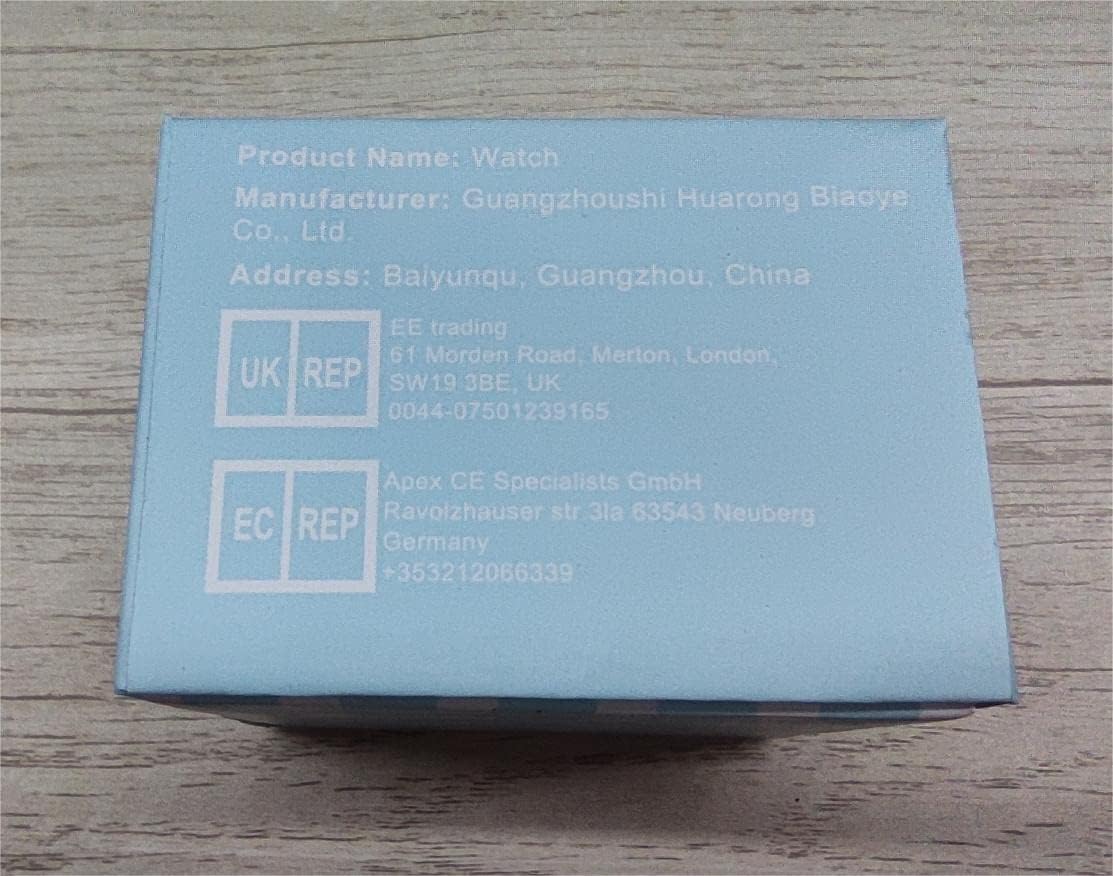 Product Name: Watch
Manufacturer: Guangzhoushi Huarong Biaoye
Co., Ltd.
Address: Baiyunqu, Guangzhou, China
UK REP
EE trading
61 Morden Road, Merton, London,
SW19 3BE, UK
0044-07501239165
EC REP
Apex CE Specialists GmbH
Ravolzhauser str 3la 63543 Neuberg
Germany
+353212066339